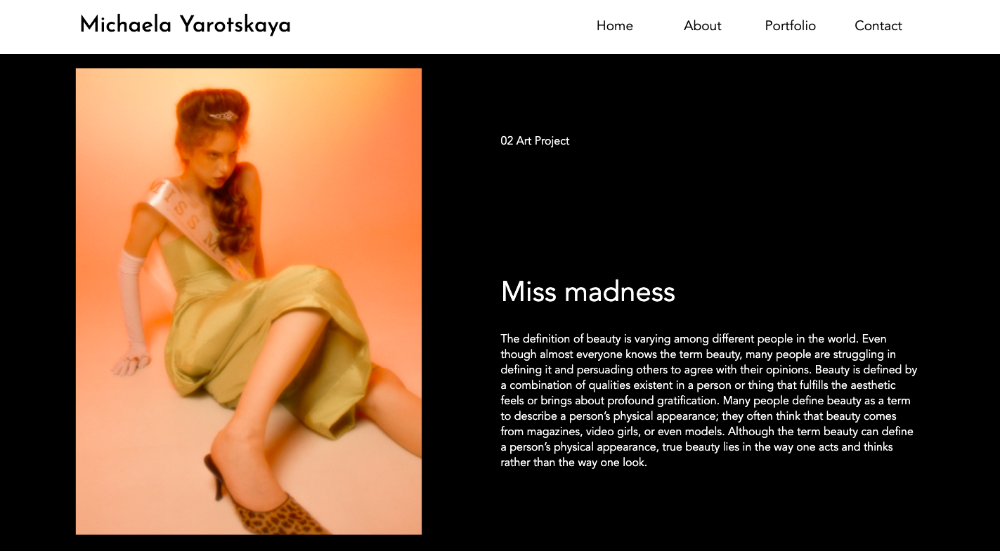 Michaela Yarotskaya
Home About Portfolio Contact
MISS M
02 Art Project
Miss madness
The definition of beauty is varying among different people in the world. Even
though almost everyone knows the term beauty, many people are struggling in
defining it and persuading others to agree with their opinions. Beauty is defined by
a combination of qualities existent in a person or thing that fulfills the aesthetic
feels or brings about profound gratification. Many people define beauty as a term
to describe a person’s physical appearance; they often think that beauty comes
from magazines, video girls, or even models. Although the term beauty can define
a person’s physical appearance, true beauty lies in the way one acts and thinks
rather than the way one look.